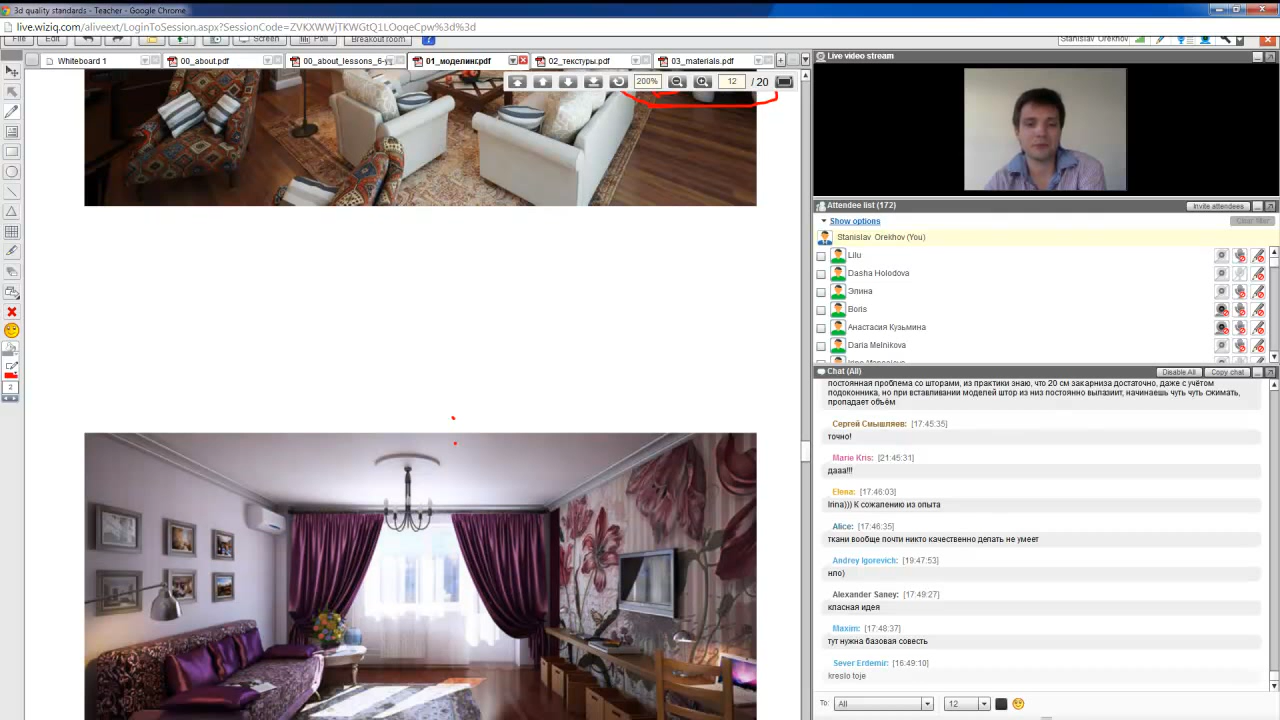 3d quality standards - Teacher - Google Chrome
live.wiziq.com/aliveext/LoginToSession.aspx?SessionCode=ZVKXWWjTKWGtQ1LOoqeCpw%3d%3d
File Edit Screen Poll Breakout room Stanislav Orekhov
Whiteboard 1 00_about.pdf 00_about_lessons_6-ys 01_моделинг.pdf 02_текстуры.pdf 03_materials.pdf
200% 12 / 20
Live video stream
Attendee list (172) Invite attendees
Show options
Stanislav Orekhov (You)
Lilu
Dasha Holodova
Элина
Boris
Анастасия Кузьмина
Daria Melnikova
2
Chat (All) Disable All Copy chat
постоянная проблема со шторами, из практики знаю, что 20 см закарниза достаточно, даже с учётом
подоконника, но при вставливании моделей штор из низ постоянно вылазиит, начинаешь чуть чуть сжимать,
пропадает объём
Сергей Смышляев: [17:45:35]
точно!
Marie Kris: [21:45:31]
дааа!!!
Elena: [17:46:03]
Irina))) К сожалению из опыта
Alice: [17:46:35]
ткани вообще почти никто качественно делать не умеет
Andrey Igorevich: [19:47:53]
нло)
Alexander Saney: [17:49:27]
класная идея
Maxim: [17:48:37]
тут нужна базовая совесть
Sever Erdemir: [16:49:10]
kreslo toje
To: All 12